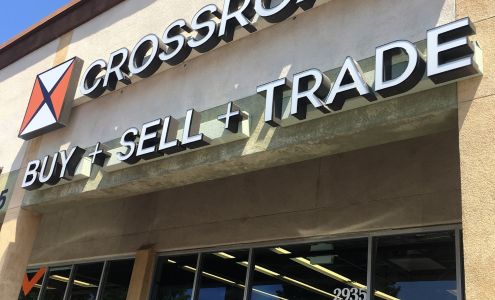 CROSSRO
BUY + SELL + TRADE
2935